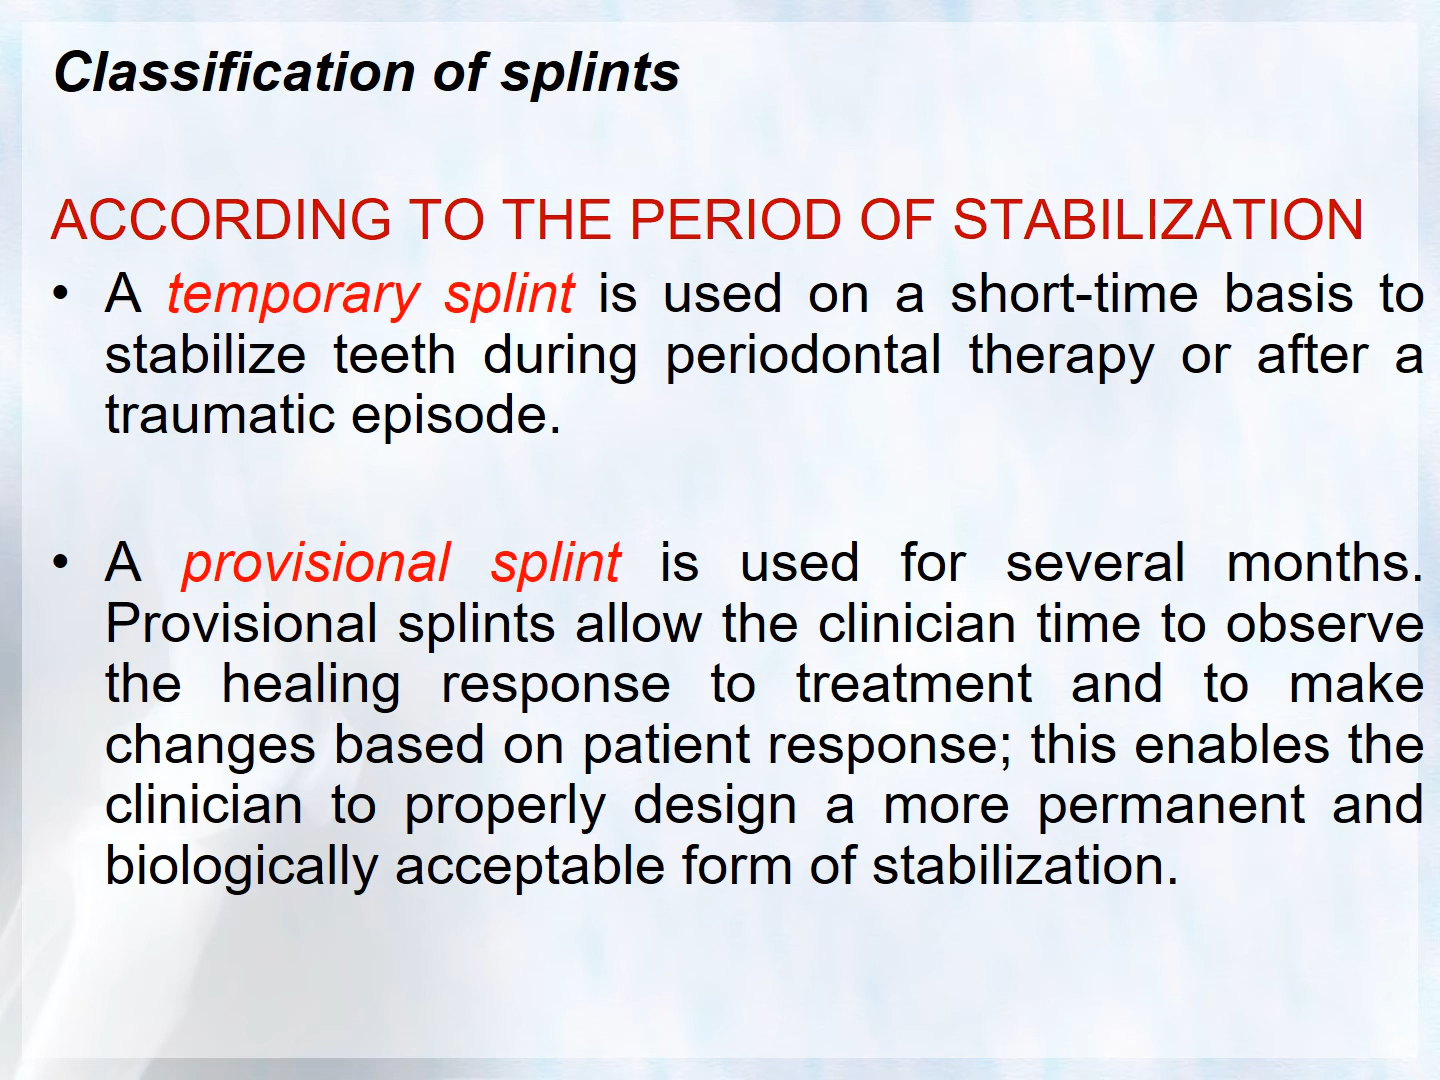 Classification of splints
ACCORDING TO THE PERIOD OF STABILIZATION
• A temporary splint is used on a short-time basis to
stabilize teeth during periodontal therapy or after a
traumatic episode.
• A provisional splint is used for several months.
Provisional splints allow the clinician time to observe
the healing response to treatment and to make
changes based on patient response; this enables the
clinician to properly design a more permanent and
biologically acceptable form of stabilization.